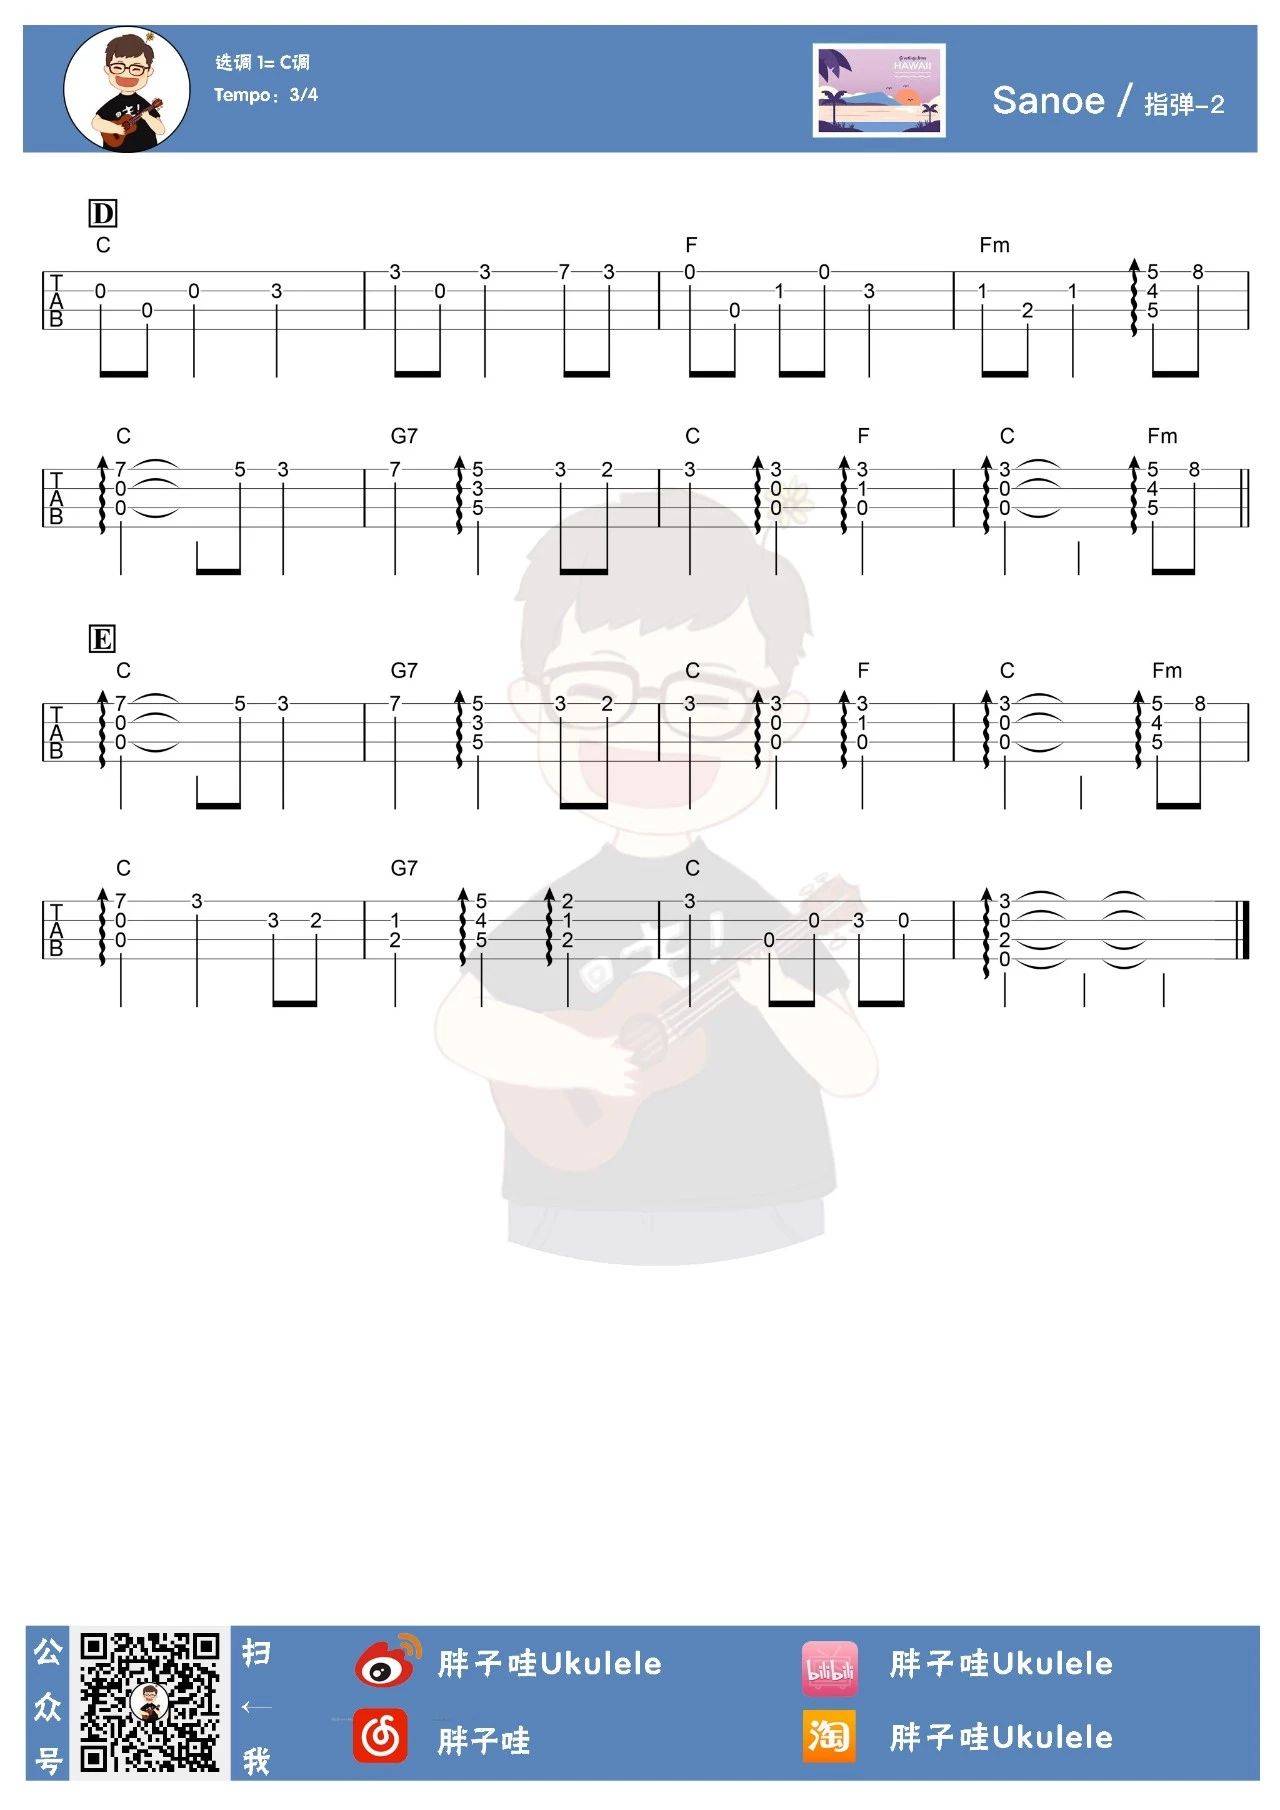 选调 1= C调
Tempo：3/4
Greetings from
HAWAII
Sanoe / 指弹-2
D
C F Fm
T A B
0 0 0 3 3 0 3 7 3 0 0 1 0 3 1 2 1 5 4 5 8
C G7 C F C Fm
T A B
7 0 0 5 3 7 5 3 5 3 2 3 3 0 0 3 1 0 3 0 0 5 4 5 8
E
C G7 C F C Fm
T A B
7 0 0 5 3 7 5 3 5 3 2 3 3 0 0 3 1 0 3 0 0 5 4 5 8
C G7 C
T A B
7 0 0 3 3 2 1 2 5 4 5 2 1 2 3 0 0 3 0 3 0 2 0
公众号
扫←我
胖子哇Ukulele
bilibili
胖子哇Ukulele
胖子哇
淘
胖子哇Ukulele